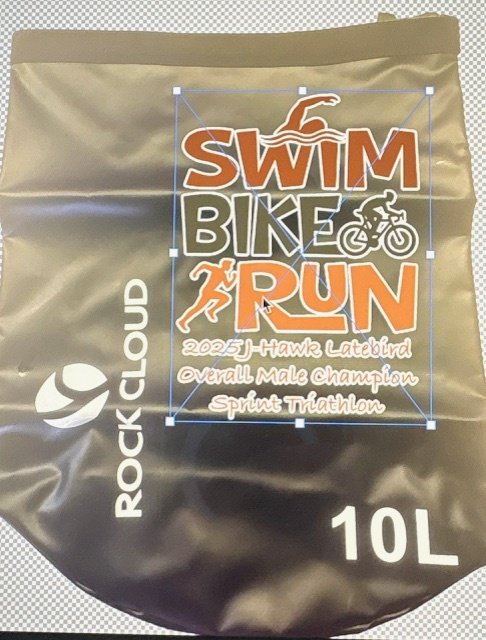 SWIM
BIKE
RUN
2025 J-Hawk Latebird
Overall Male Champion
Sprint Triathlon
ROCK CLOUD
10L